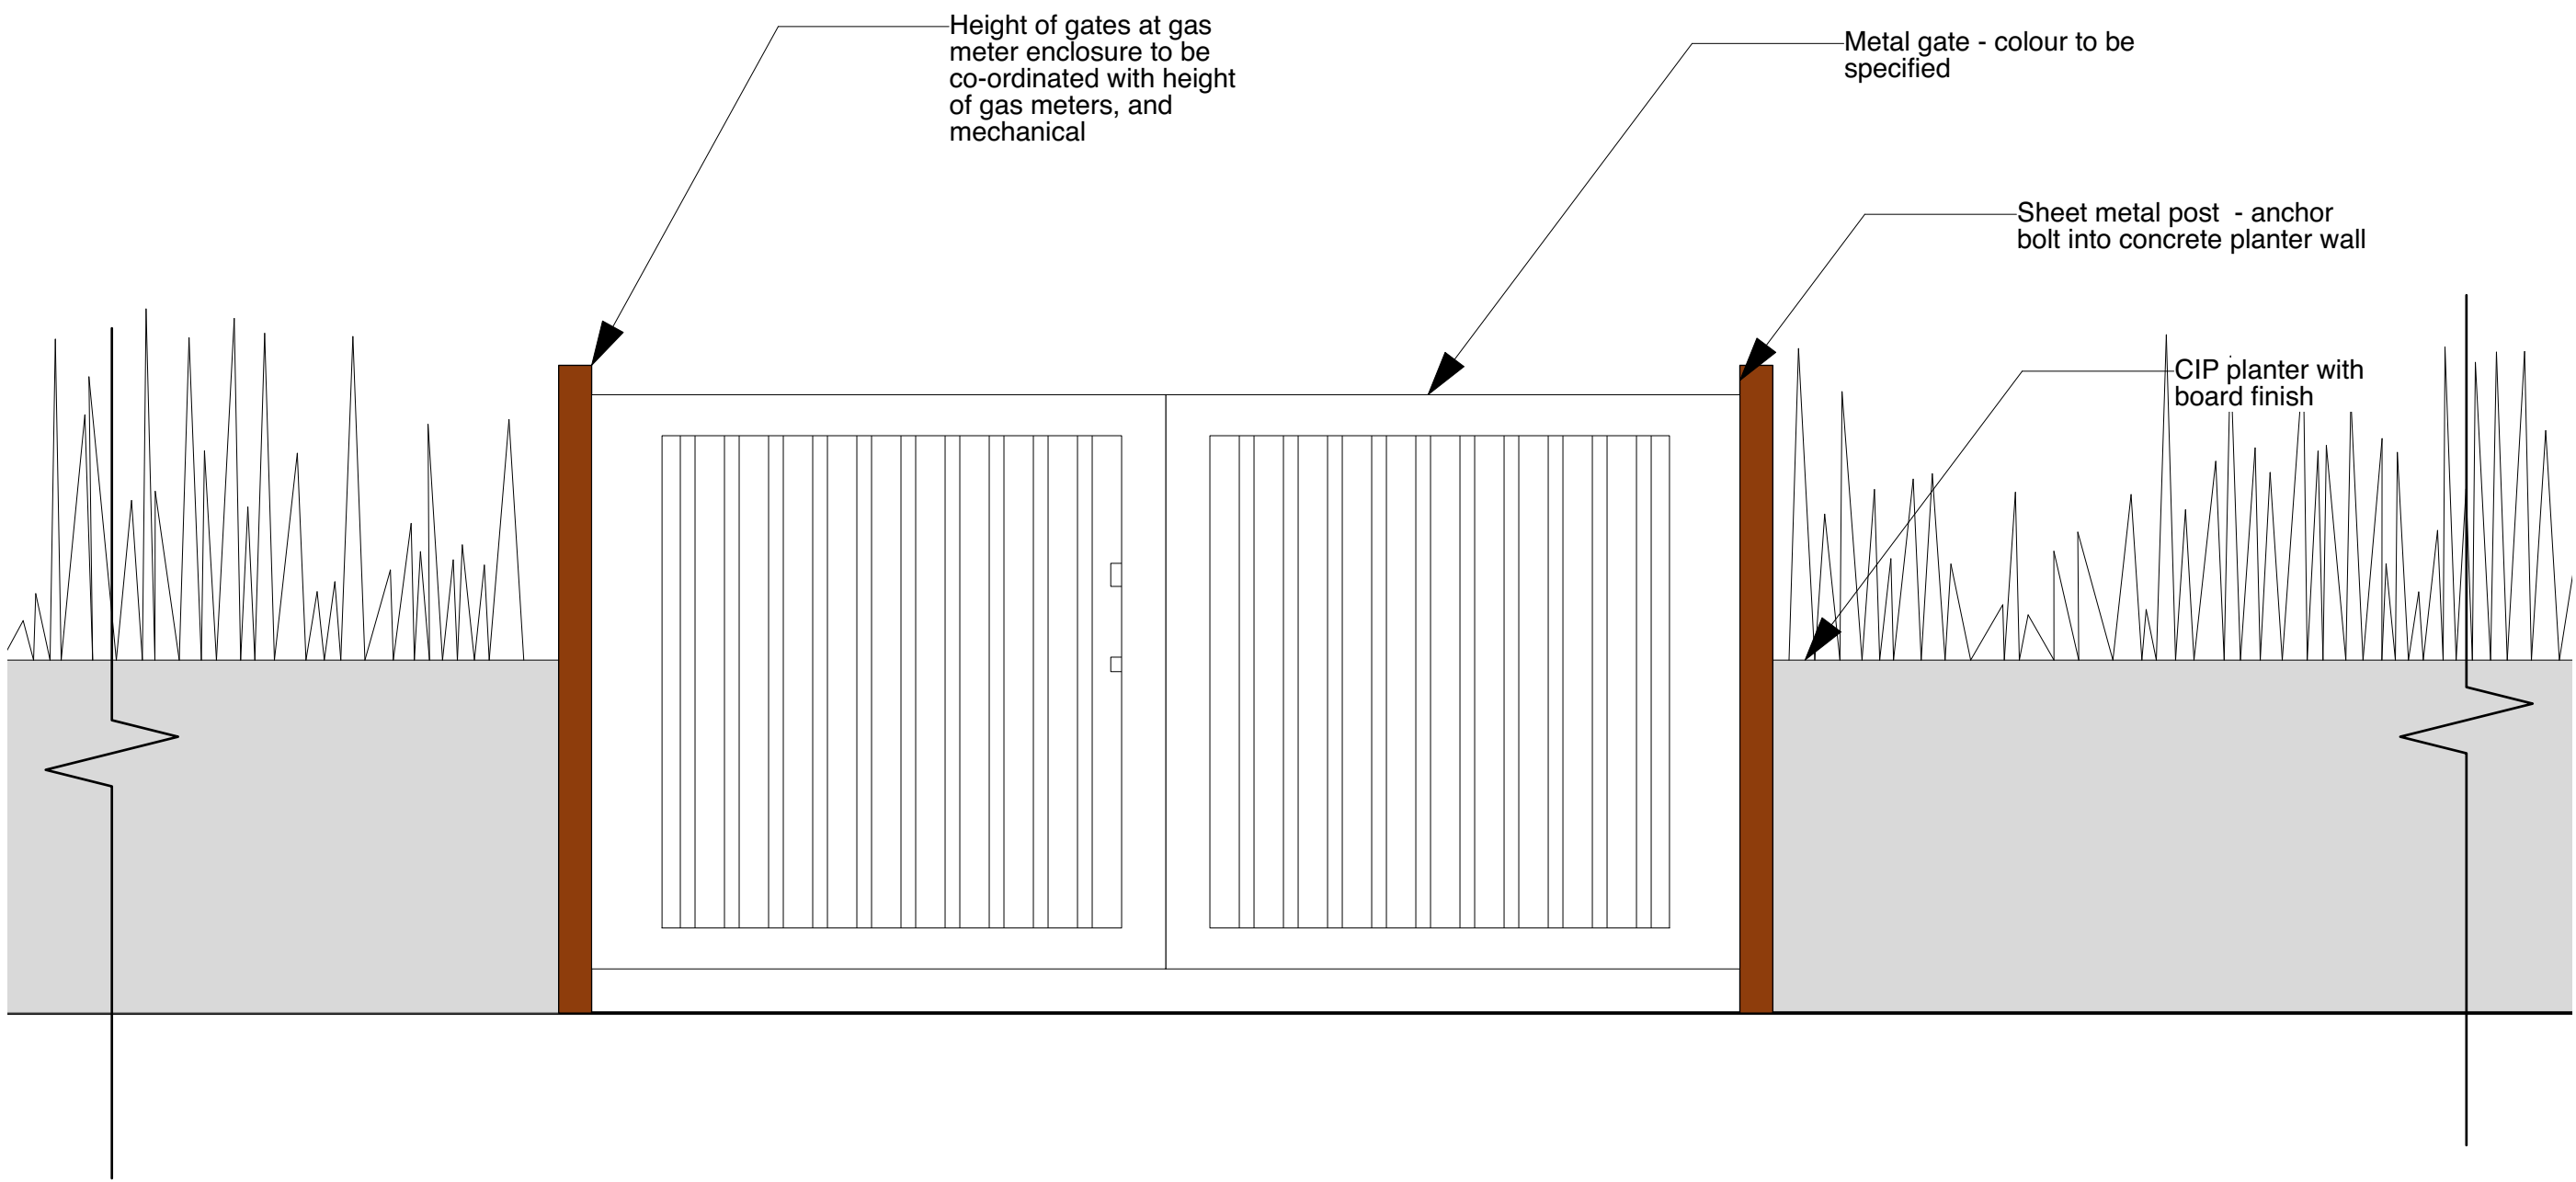 Height of gates at gas
meter enclosure to be
co-ordinated with height
of gas meters, and
mechanical
Metal gate - colour to be
specified
Sheet metal post  - anchor
bolt into concrete planter wall
CIP planter with
board finish